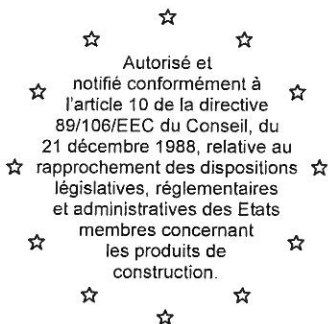 Autorisé et
notifié conformément à
l'article 10 de la directive
89/106/EEC du Conseil, du
21 décembre 1988, relative au
rapprochement des dispositions
législatives, réglementaires
et administratives des Etats
membres concernant
les produits de
construction.